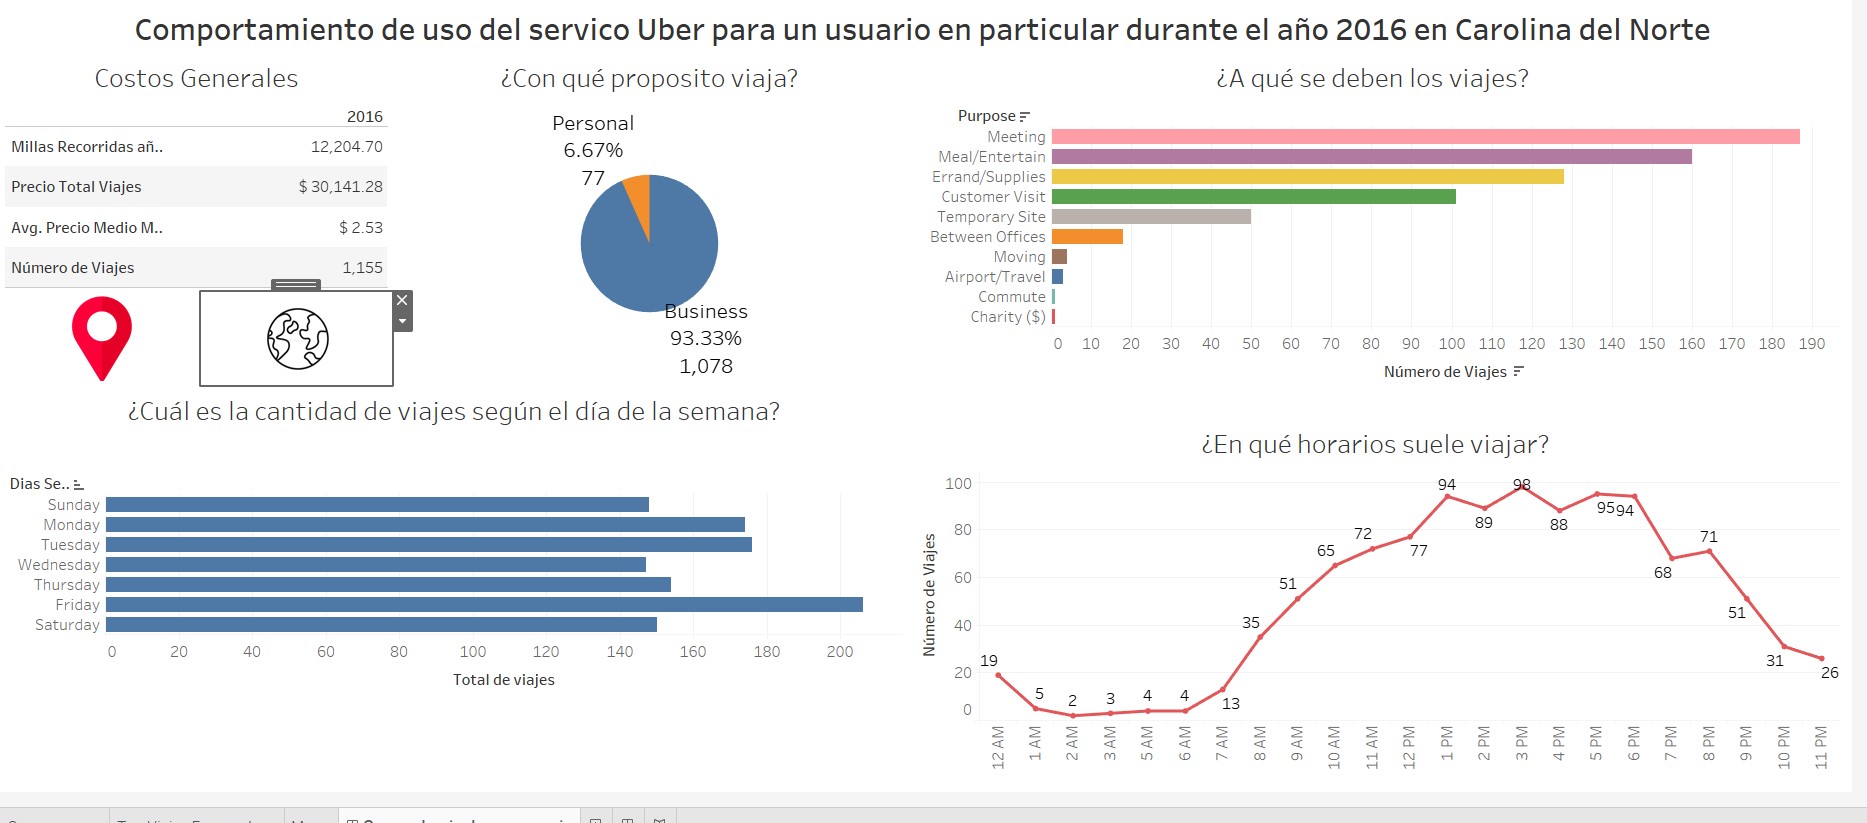 Comportamiento de uso del servico Uber para un usuario en particular durante el año 2016 en Carolina del Norte
Costos Generales
2016
Millas Recorridas añ.. 12,204.70
Precio Total Viajes $ 30,141.28
Avg. Precio Medio M.. $ 2.53
Número de Viajes 1,155
¿Con qué proposito viaja?
Personal
6.67%
77
Business
93.33%
1,078
¿A qué se deben los viajes?
Purpose
Meeting
Meal/Entertain
Errand/Supplies
Customer Visit
Temporary Site
Between Offices
Moving
Airport/Travel
Commute
Charity ($)
0 10 20 30 40 50 60 70 80 90 100 110 120 130 140 150 160 170 180 190
Número de Viajes
¿Cuál es la cantidad de viajes según el día de la semana?
Dias Se..
Sunday
Monday
Tuesday
Wednesday
Thursday
Friday
Saturday
0 20 40 60 80 100 120 140 160 180 200
Total de viajes
¿En qué horarios suele viajar?
Número de Viajes
100
80
60
40
20
0
19 5 2 3 4 4 13 35 51 65 72 77 94 89 98 88 95 94 68 71 51 31 26
12 AM 1 AM 2 AM 3 AM 5 AM 6 AM 7 AM 8 AM 9 AM 10 AM 11 AM 12 PM 1 PM 2 PM 3 PM 4 PM 5 PM 6 PM 7 PM 8 PM 9 PM 10 PM 11 PM